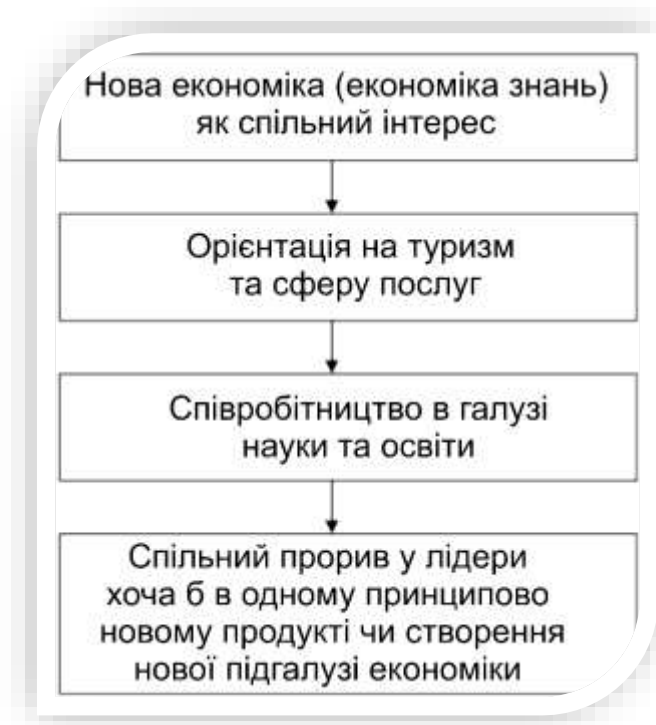 Нова економіка (економіка знань)
як спільний інтерес
Орієнтація на туризм
та сферу послуг
Співробітництво в галузі
науки та освіти
Спільний прорив у лідери
хоча б в одному принципово
новому продукті чи створення
нової підгалузі економіки